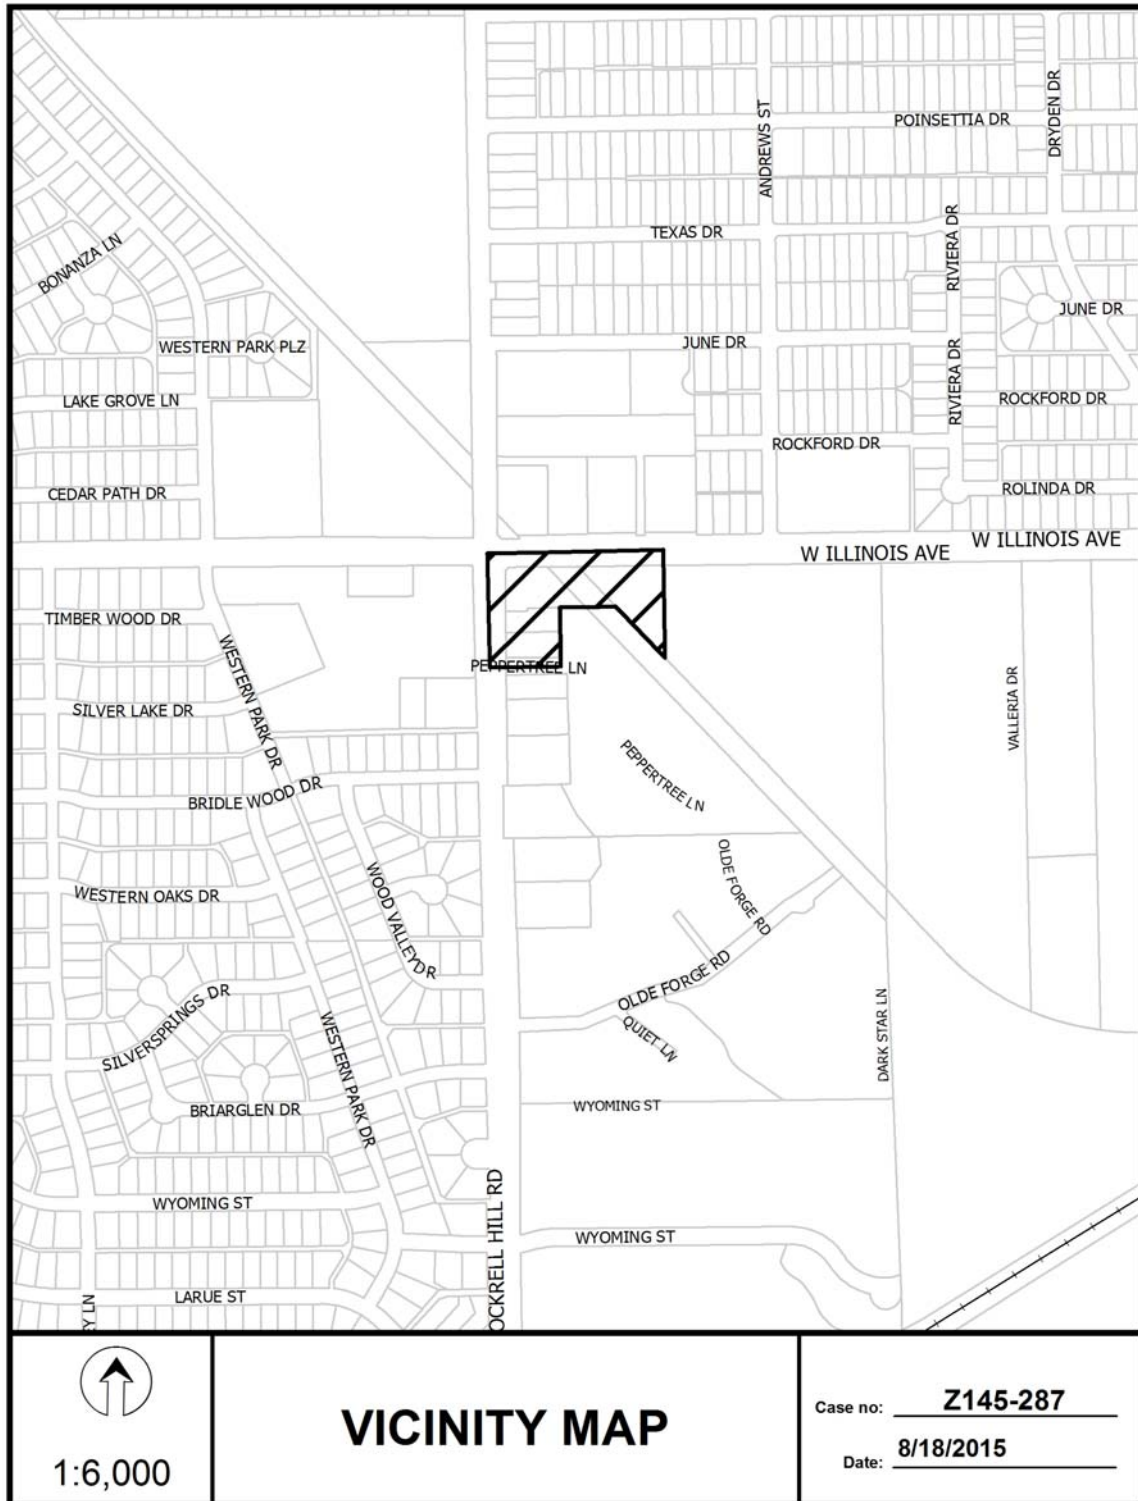 POINSETTIA DR
DRYDEN DR
ANDREWS ST
TEXAS DR
RIVIERA DR
BONANZA LN
JUNE DR
WESTERN PARK PLZ
JUNE DR
RIVIERA DR
LAKE GROVE LN
ROCKFORD DR
ROCKFORD DR
CEDAR PATH DR
ROLINDA DR
W ILLINOIS AVE
W ILLINOIS AVE
TIMBER WOOD DR
WESTERN PARK DR
PEPPERTREE LN
SILVER LAKE DR
VALLERIA DR
PEPPERTREE LN
BRIDLE WOOD DR
OLDE FORGE RD
WESTERN OAKS DR
WOOD VALLEY DR
OLDE FORGE RD
SILVERSPRINGS DR
QUIET LN
DARK STAR LN
WESTERN PARK DR
BRIARGLEN DR
WYOMING ST
WYOMING ST
OCKRELL HILL RD
WYOMING ST
LARUE ST
Y LN
1:6,000
VICINITY MAP
Case no: Z145-287
Date: 8/18/2015